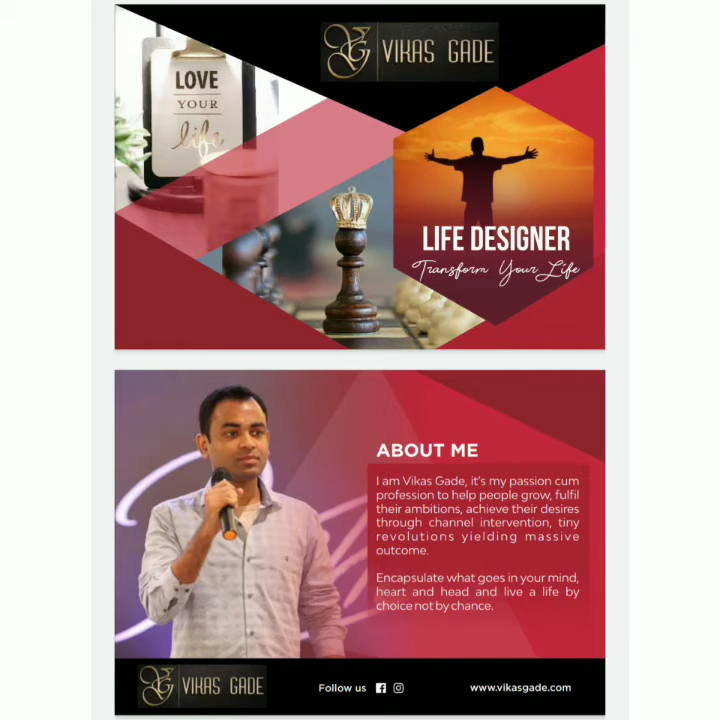 VG VIKAS GADE
LOVE
YOUR
life
LIFE DESIGNER
Transform Your Life
ABOUT ME
I am Vikas Gade, it's my passion cum
profession to help people grow, fulfil
their ambitions, achieve their desires
through channel intervention, tiny
revolutions yielding massive
outcome.
Encapsulate what goes in your mind,
heart and head and live a life by
choice not by chance.
VG VIKAS GADE
Follow us
www.vikasgade.com